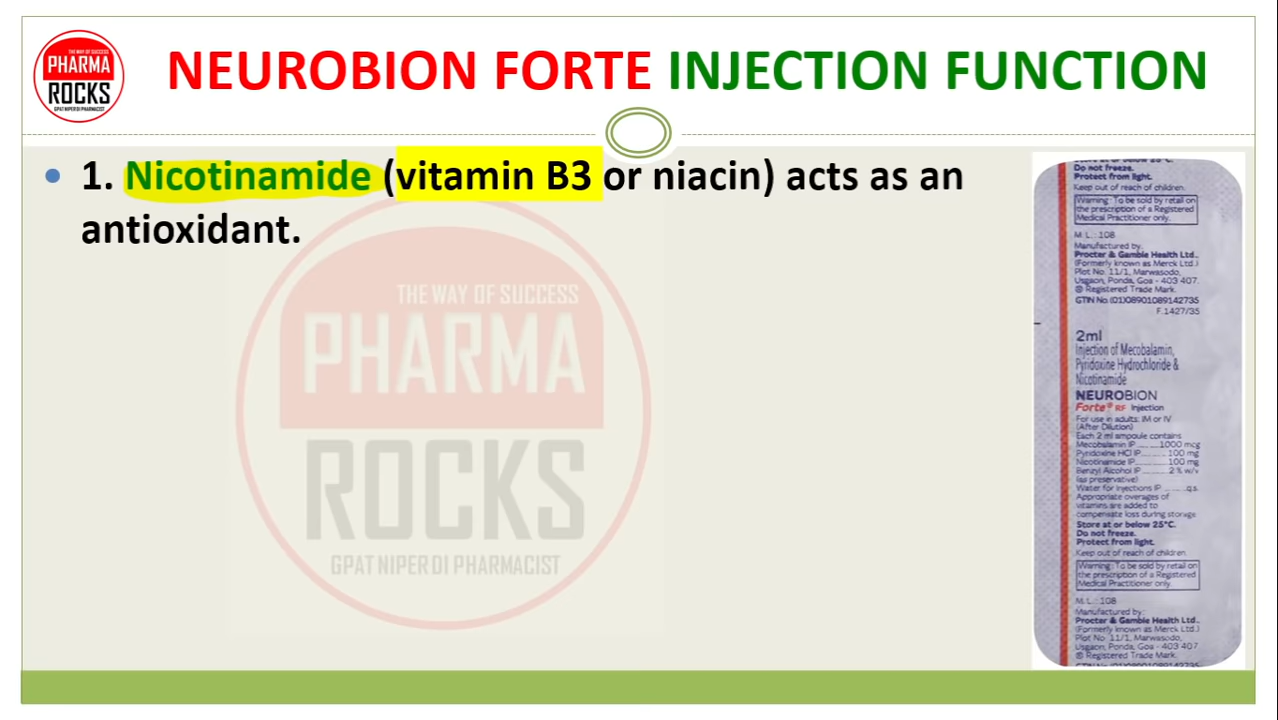 THE WAY OF SUCCESS
PHARMA
ROCKS
GPAT NIPER DI PHARMACIST
NEUROBION FORTE INJECTION FUNCTION
• 1. Nicotinamide (vitamin B3 or niacin) acts as an
antioxidant.
THE WAY OF SUCCESS
PHARMA
ROCKS
GPAT NIPER DI PHARMACIST
Do not freeze.
Protect from light.
Keep out of reach of children.
Warning: To be sold by retail on
the prescription of a Registered
Medical Practitioner only.
M.L.: 108
Manufactured by:
Procter & Gamble Health Ltd.,
(Formerly known as Merck Ltd.)
Plot No. 11/1, Marwasodo,
Usgaon, Ponda, Goa - 403 407.
® Registered Trade Mark.
GTIN No (01)08901089142735
F.1427/35
2ml
Injection of Mecobalamin,
Pyridoxine Hydrochloride &
Nicotinamide
NEUROBION
Forte® RF Injection
For use in adults: IM or IV
(After Dilution)
Each 2 ml ampoule contains
Mecobalamin IP ........ 1000 mcg
Pyridoxine HCl IP ........ 100 mg
Nicotinamide IP ........ 100 mg
Benzyl Alcohol IP ........ 2 % w/v
(as preservative)
Water for Injections IP ........ q.s.
Appropriate overages of
vitamins are added to
compensate loss during storage
Store at or below 25°C.
Do not freeze.
Protect from light.
Keep out of reach of children.
Warning: To be sold by retail on
the prescription of a Registered
Medical Practitioner only.
M.L.: 108
Manufactured by:
Procter & Gamble Health Ltd.,
(Formerly known as Merck Ltd.)
Plot No. 11/1, Marwasodo,
Usgaon, Ponda, Goa - 403 407
® Registered Trade Mark.